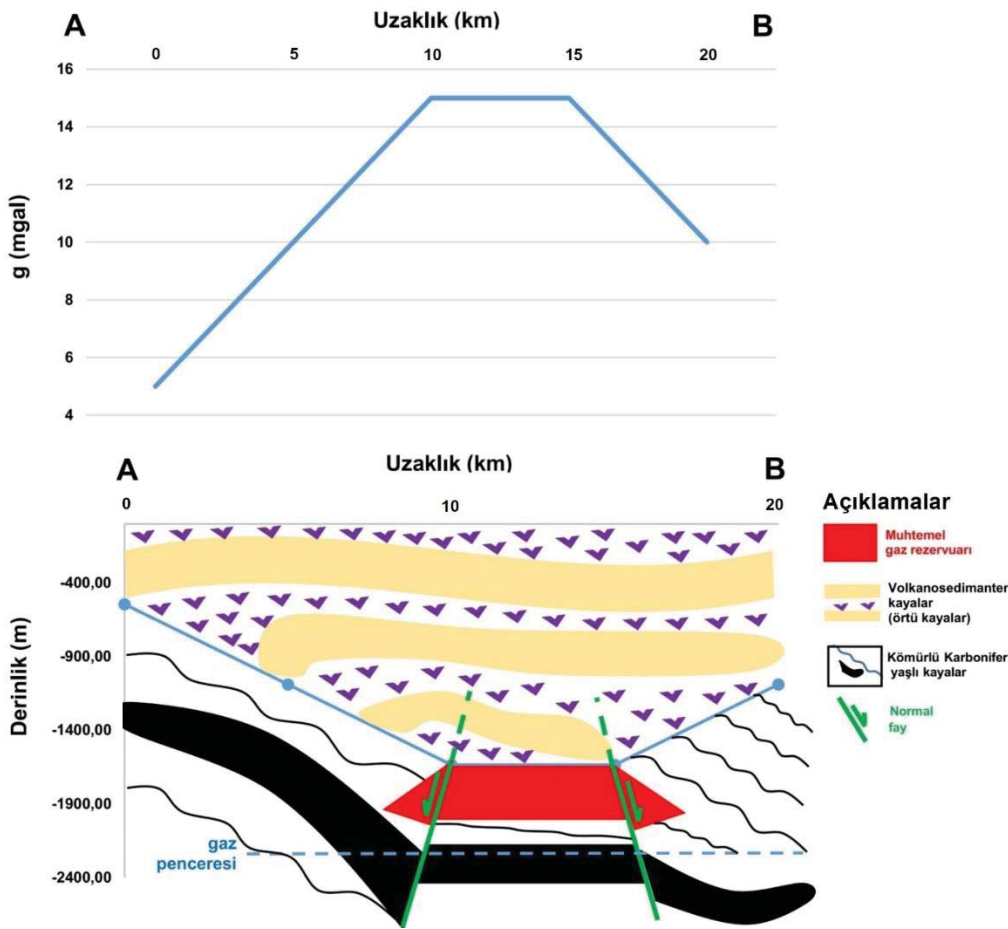 A
Uzaklık (km)
B
0 5 10 15 20
16
14
12
10
8
6
4
g (mgal)
A
Uzaklık (km)
B
0 10 20
Derinlik (m)
-400,00
-900,00
-1400,00
-1900,00
-2400,00
gaz
penceresi
Açıklamalar
Muhtemel
gaz rezervuarı
Volkanosedimanter
kayalar
(örtü kayalar)
Kömürlü Karbonifer
yaşlı kayalar
Normal
fay